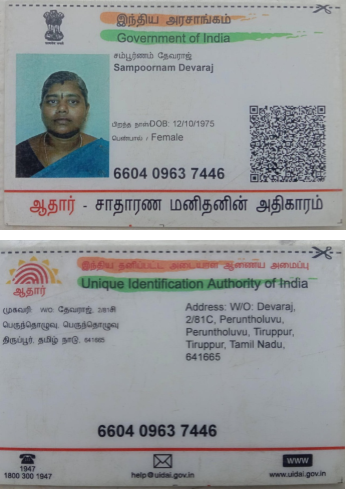 இந்திய அரசாங்கம்
Government of India
சம்பூர்ணம் தேவராஜ்
Sampoornam Devaraj
பிறந்த நாள்/DOB: 12/10/1975
பெண்பால் / Female
6604 0963 7446
ஆதார் - சாதாரண மனிதனின் அதிகாரம்
இந்திய தனிப்பட்ட அடையாள ஆணைய அமைப்பு
Unique Identification Authority of India
ஆதார்
முகவரி: W/O தேவராஜ், 2/81சி
பெருந்தொழுவு, பெருந்தொழுவு
திருப்பூர், தமிழ் நாடு, 641665
Address: W/O: Devaraj,
2/81C, Peruntholuvu,
Peruntholuvu, Tiruppur,
Tiruppur, Tamil Nadu,
641665
6604 0963 7446
1947
1800 300 1947
help@uidai.gov.in
www
www.uidai.gov.in